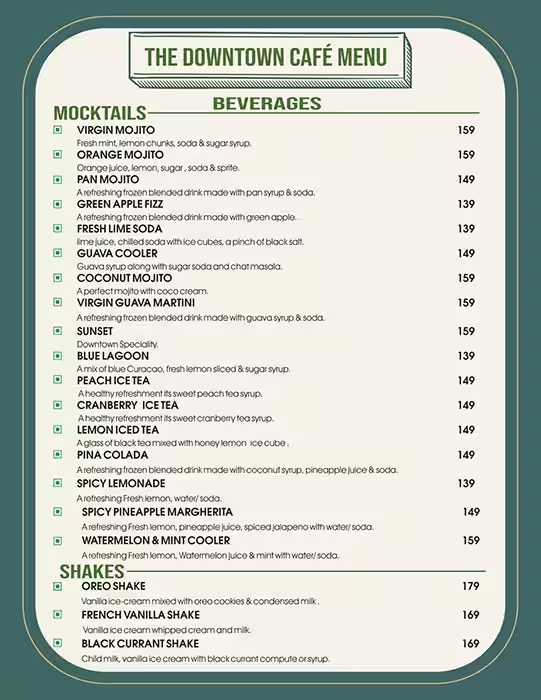 THE DOWNTOWN CAFÉ MENU
BEVERAGES
MOCKTAILS
VIRGIN MOJITO 159
Fresh mint, lemon chunks, soda & sugar syrup.
ORANGE MOJITO 159
Orange juice, lemon, sugar , soda & sprite.
PAN MOJITO 149
A refreshing frozen blended drink made with pan syrup & soda.
GREEN APPLE FIZZ 139
A refreshing frozen blended drink made with green apple..
FRESH LIME SODA 139
lime juice, chilled soda with ice cubes, a pinch of black salt.
GUAVA COOLER 149
Guava syrup along with sugar soda and chat masala.
COCONUT MOJITO 159
A perfect mojito with coco cream.
VIRGIN GUAVA MARTINI 159
A refreshing frozen blended drink made with guava syrup & soda.
SUNSET 159
Downtown Speciality.
BLUE LAGOON 139
A mix of blue Curacao, fresh lemon sliced & sugar syrup.
PEACH ICE TEA 149
A healthy refreshment its sweet peach tea syrup.
CRANBERRY ICE TEA 149
A healthy refreshment its sweet cranberry tea syrup.
LEMON ICED TEA 149
A glass of black tea mixed with honey lemon ice cube .
PINA COLADA 149
A refreshing frozen blended drink made with coconut syrup, pineapple juice & soda.
SPICY LEMONADE 139
A refreshing Fresh lemon, water/ soda.
SPICY PINEAPPLE MARGHERITA 149
A refreshing Fresh lemon, pineapple juice, spiced jalapeno with water/ soda.
WATERMELON & MINT COOLER 159
A refreshing Fresh lemon, Watermelon juice & mint with water/ soda.
SHAKES
OREO SHAKE 179
Vanilla ice-cream mixed with oreo cookies & condensed milk .
FRENCH VANILLA SHAKE 169
Vanilla ice cream whipped cream and milk.
BLACK CURRANT SHAKE 169
Child milk, vanilla ice cream with black currant compute or syrup.